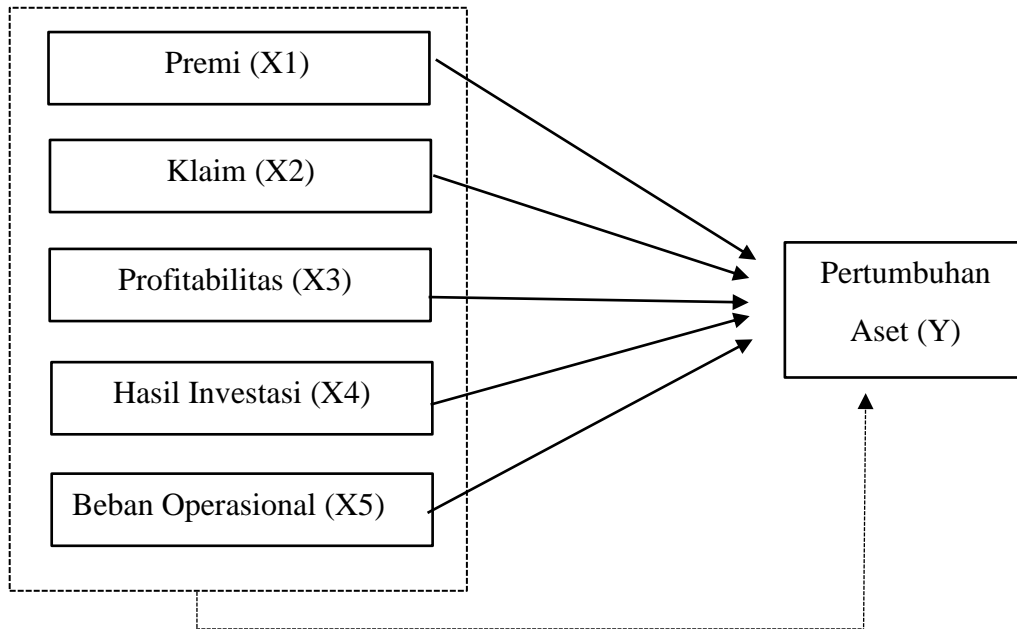 Premi (X1)
Klaim (X2)
Profitabilitas (X3)
Hasil Investasi (X4)
Beban Operasional (X5)
Pertumbuhan
Aset (Y)